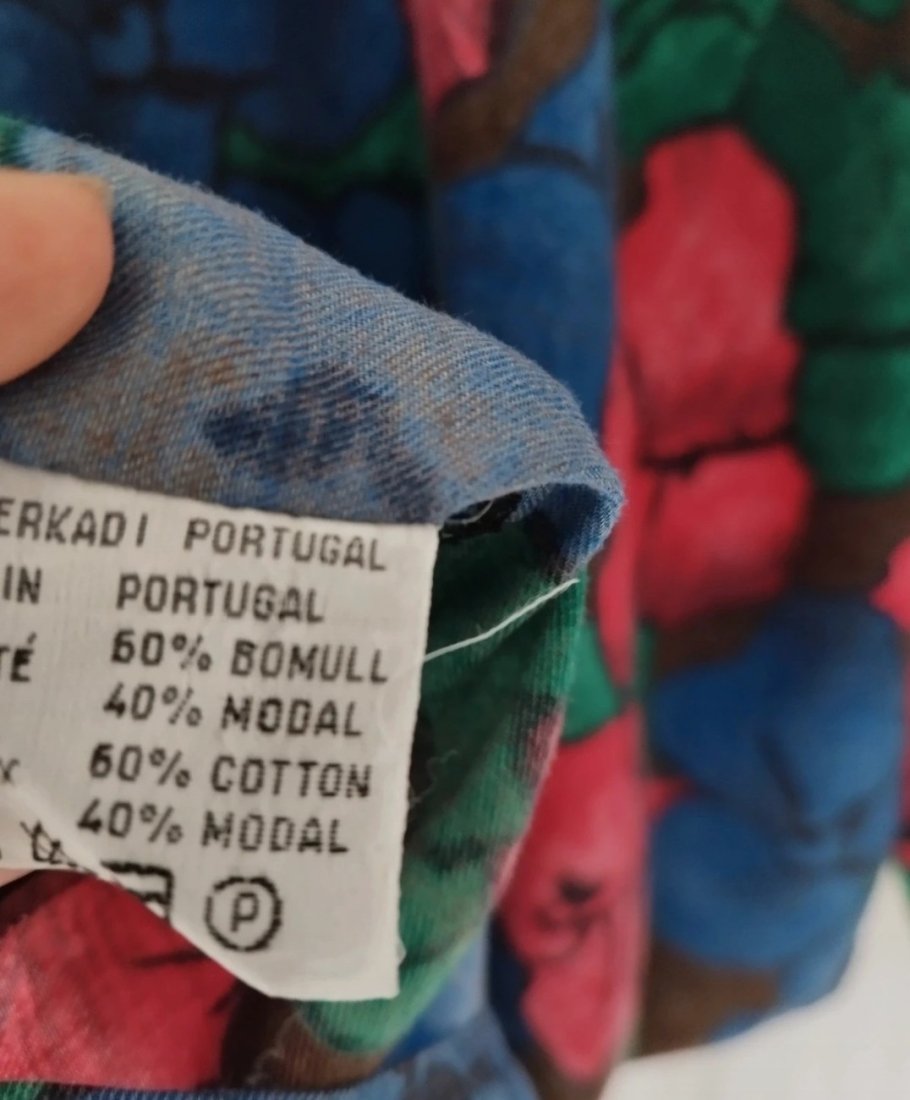 ERKADI PORTUGAL
IN PORTUGAL
TÉ 60% BOMULL
40% MODAL
60% COTTON
40% MODAL
P